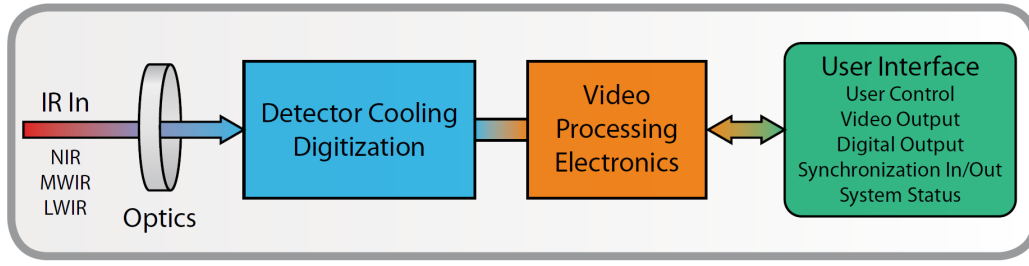 IR In
NIR
MWIR
LWIR
Optics
Detector Cooling
Digitization
Video
Processing
Electronics
User Interface
User Control
Video Output
Digital Output
Synchronization In/Out
System Status